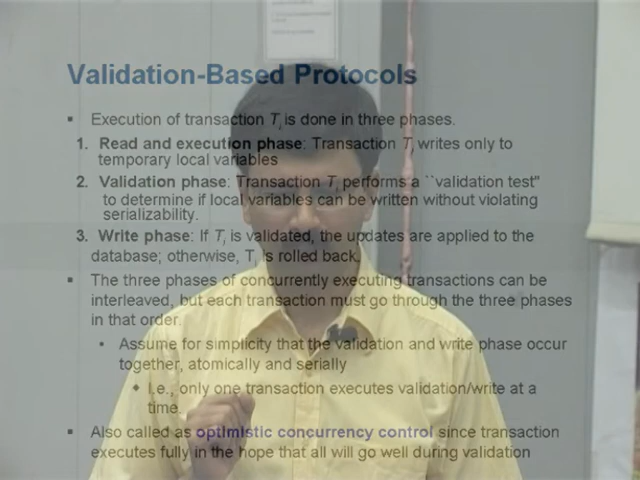 Validation-Based Protocols
▪ Execution of transaction Ti is done in three phases.
1. Read and execution phase: Transaction Ti writes only to
temporary local variables
2. Validation phase: Transaction Ti performs a ``validation test"
to determine if local variables can be written without violating
serializability.
3. Write phase: If Ti is validated, the updates are applied to the
database; otherwise, Ti is rolled back.
▪ The three phases of concurrently executing transactions can be
interleaved, but each transaction must go through the three phases
in that order.
• Assume for simplicity that the validation and write phase occur
together, atomically and serially
◆ I.e., only one transaction executes validation/write at a
time.
▪ Also called as optimistic concurrency control since transaction
executes fully in the hope that all will go well during validation